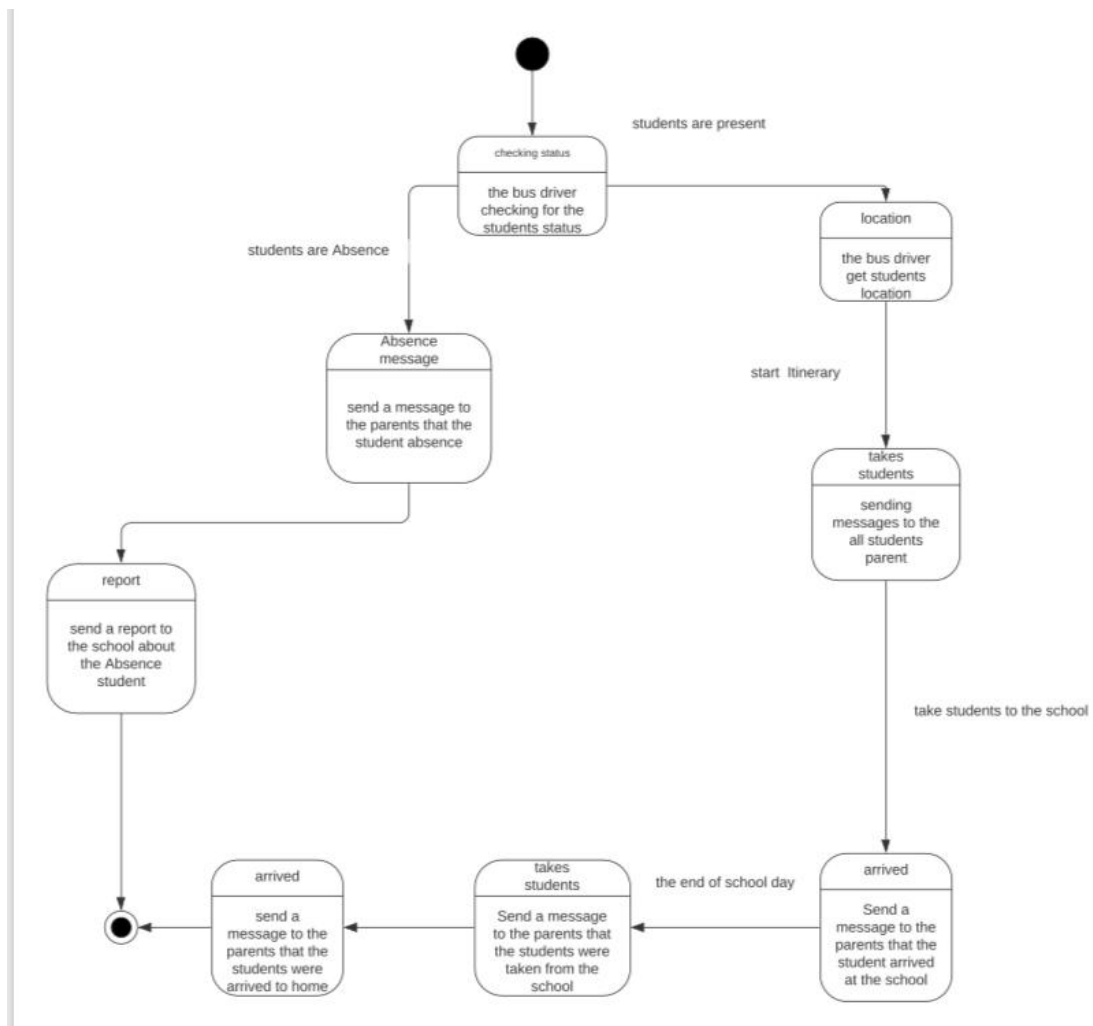 students are present
checking status
the bus driver
checking for the
students status
students are Absence
location
the bus driver
get students
location
Absence
message
send a message to
the parents that the
student absence
start Itinerary
takes
students
sending
messages to the
all students
parent
report
send a report to
the school about
the Absence
student
take students to the school
arrived
send a
message to the
parents that the
students were
arrived to home
takes
students
Send a message
to the parents that
the students were
taken from the
school
the end of school day
arrived
Send a
message to the
parents that the
student arrived
at the school